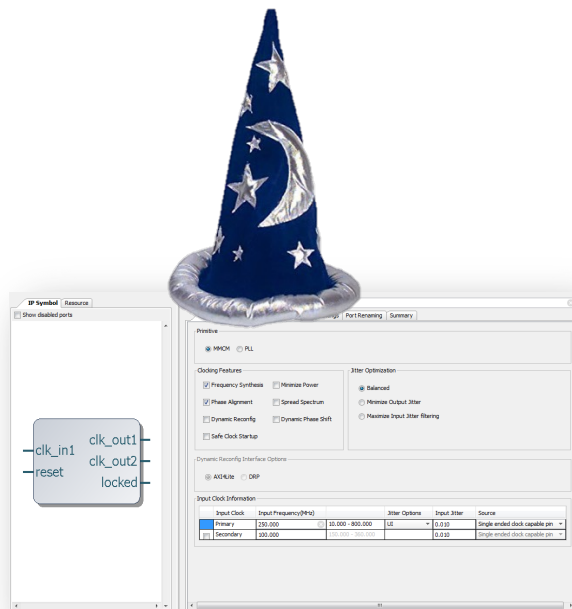 IP Symbol Resource
Show disabled ports
clk_in1
reset
clk_out1
clk_out2
locked
Port Renaming Summary
Primitive
MMCM PLL
Clocking Features
Frequency Synthesis Minimize Power
Phase Alignment Spread Spectrum
Dynamic Reconfig Dynamic Phase Shift
Safe Clock Startup
Jitter Optimization
Balanced
Minimize Output Jitter
Maximize Input Jitter filtering
Dynamic Reconfig Interface Options
AXI4Lite DRP
Input Clock Information
Input Clock Input Frequency(MHz) Jitter Options Input Jitter Source
Primary 250.000 10.000 - 800.000 UI 0.010 Single ended clock capable pin
Secondary 100.000 0.010 Single ended clock capable pin